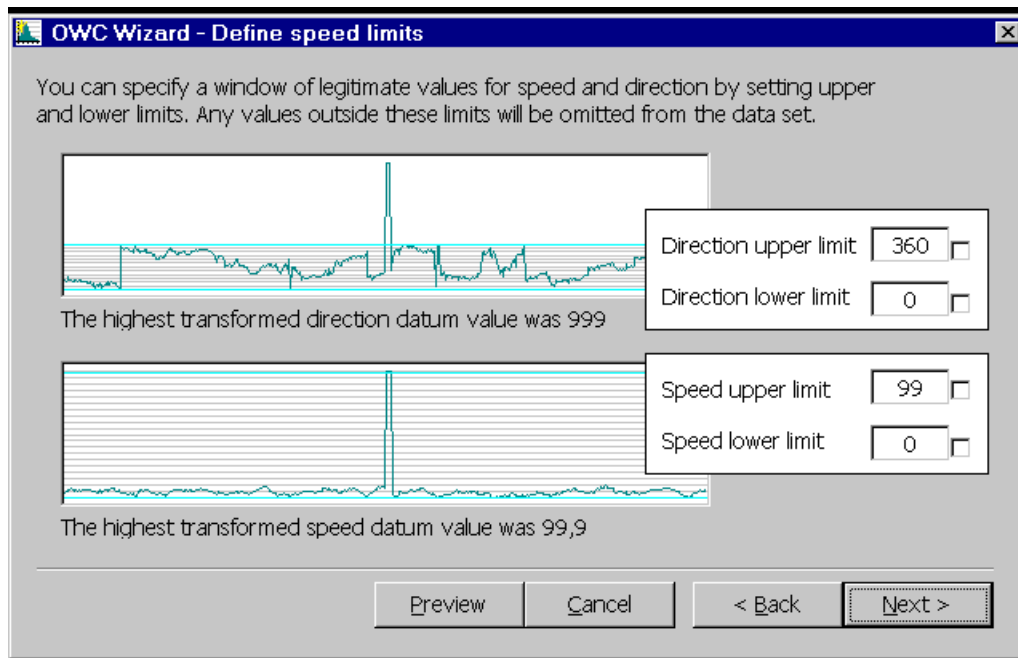 OWC Wizard - Define speed limits
You can specify a window of legitimate values for speed and direction by setting upper
and lower limits. Any values outside these limits will be omitted from the data set.
Direction upper limit 360
Direction lower limit 0
The highest transformed direction datum value was 999
Speed upper limit 99
Speed lower limit 0
The highest transformed speed datum value was 99,9
Preview Cancel < Back Next >